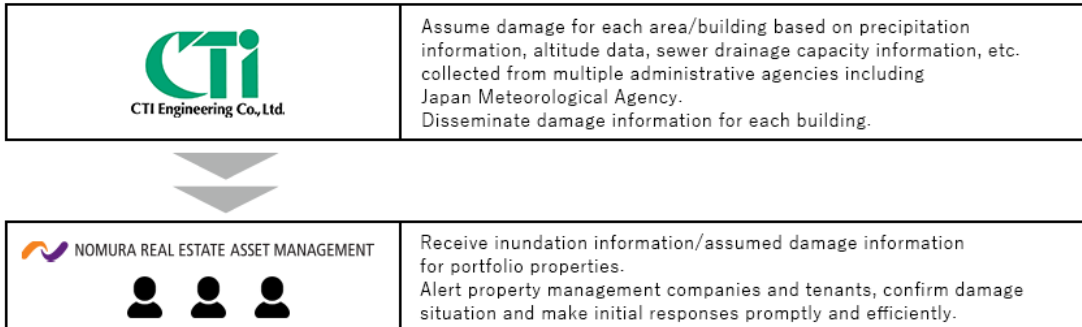 CTi
CTI Engineering Co., Ltd.
Assume damage for each area/building based on precipitation
information, altitude data, sewer drainage capacity information, etc.
collected from multiple administrative agencies including
Japan Meteorological Agency.
Disseminate damage information for each building.
NOMURA REAL ESTATE ASSET MANAGEMENT
Receive inundation information/assumed damage information
for portfolio properties.
Alert property management companies and tenants, confirm damage
situation and make initial responses promptly and efficiently.